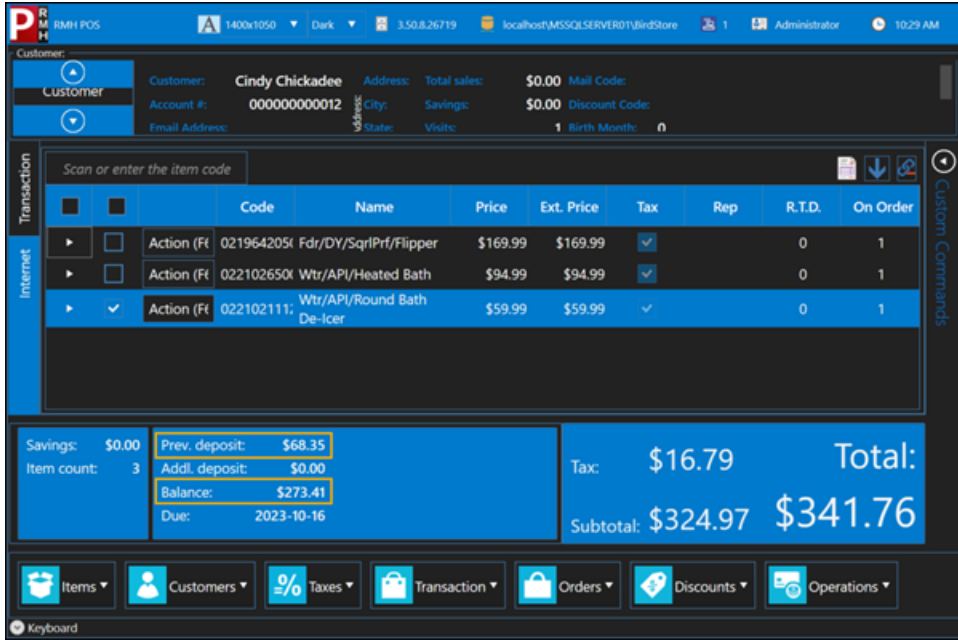 P R M H RMH POS A 1400x1050 Dark 3.50.8.26719 localhost\MSSQLSERVER01\BirdStore 1 Administrator 10:29 AM
Customer:
Customer
Customer: Cindy Chickadee Address: Total sales: $0.00 Mail Code:
Account #: 000000000012 ddress: City: Savings: $0.00 Discount Code:
Email Address: State: Visits: 1 Birth Month: 0
Transaction
Internet
Scan or enter the item code
Code Name Price Ext. Price Tax Rep R.T.D. On Order
Action (F6 0219642050 Fdr/DY/SqrlPrf/Flipper $169.99 $169.99 0 1
Action (F6 0221026500 Wtr/API/Heated Bath $94.99 $94.99 0 1
Action (F6 0221021112 Wtr/API/Round Bath De-Icer $59.99 $59.99 0 1
Custom Commands
Savings: $0.00
Item count: 3
Prev. deposit: $68.35
Addl. deposit: $0.00
Balance: $273.41
Due: 2023-10-16
Tax: $16.79
Subtotal: $324.97
Total:
$341.76
Items Customers =% Taxes Transaction Orders Discounts Operations
Keyboard